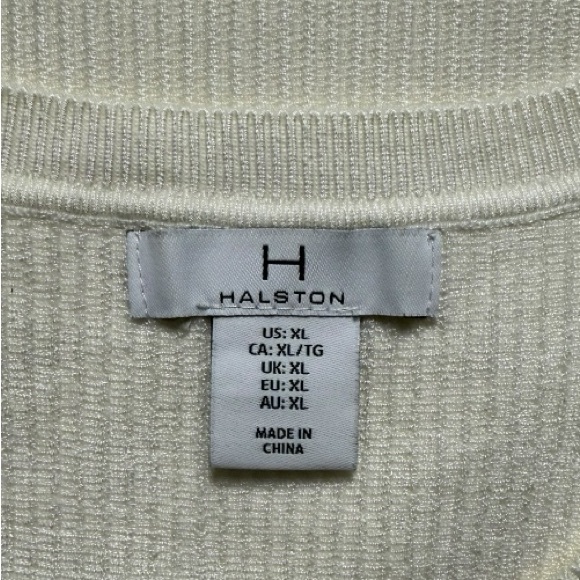 H
HALSTON
US: XL
CA: XL/TG
UK: XL
EU: XL
AU: XL
MADE IN
CHINA